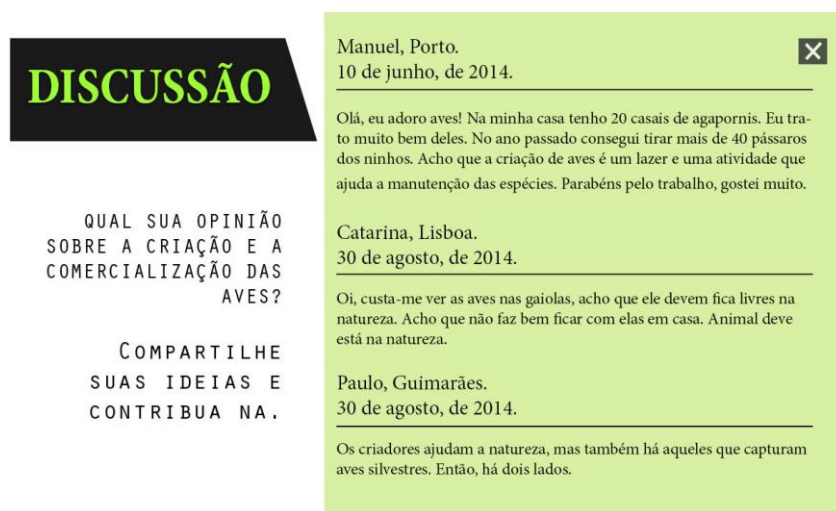 DISCUSSÃO
QUAL SUA OPINIÃO
SOBRE A CRIAÇÃO E A
COMERCIALIZAÇÃO DAS
AVES?
COMPARTILHE
SUAS IDEIAS E
CONTRIBUA NA.
Manuel, Porto.
10 de junho, de 2014.
Olá, eu adoro aves! Na minha casa tenho 20 casais de agapornis. Eu tra-
to muito bem deles. No ano passado consegui tirar mais de 40 pássaros
dos ninhos. Acho que a criação de aves é um lazer e uma atividade que
ajuda a manutenção das espécies. Parabéns pelo trabalho, gostei muito.
Catarina, Lisboa.
30 de agosto, de 2014.
Oi, custa-me ver as aves nas gaiolas, acho que ele devem fica livres na
natureza. Acho que não faz bem ficar com elas em casa. Animal deve
está na natureza.
Paulo, Guimarães.
30 de agosto, de 2014.
Os criadores ajudam a natureza, mas também há aqueles que capturam
aves silvestres. Então, há dois lados.